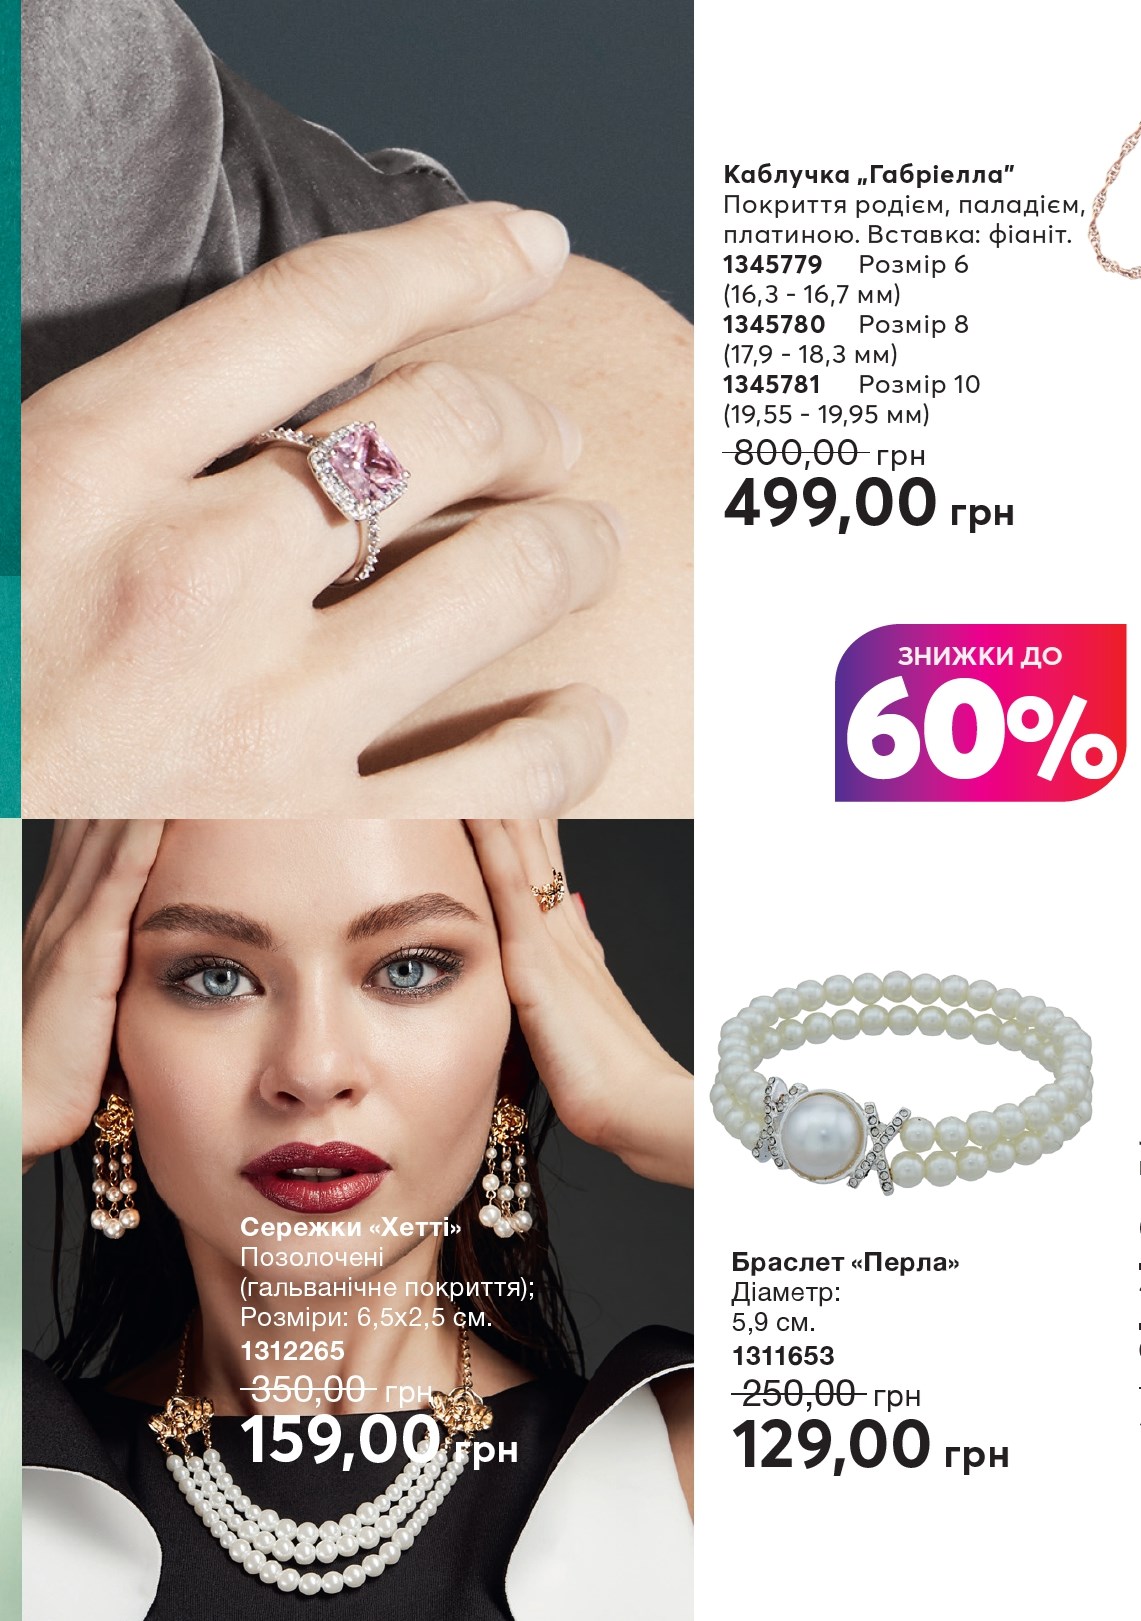 Каблучка „Габріелла”
Покриття родієм, паладієм,
платиною. Вставка: фіаніт.
1345779 Розмір 6
(16,3 - 16,7 мм)
1345780 Розмір 8
(17,9 - 18,3 мм)
1345781 Розмір 10
(19,55 - 19,95 мм)
800,00 грн
499,00 грн
ЗНИЖКИ ДО
60%
Сережки «Хетті»
Позолочені
(гальванічне покриття);
Розміри: 6,5х2,5 см.
1312265
350,00 грн
159,00 грн
Браслет «Перла»
Діаметр:
5,9 см.
1311653
250,00 грн
129,00 грн